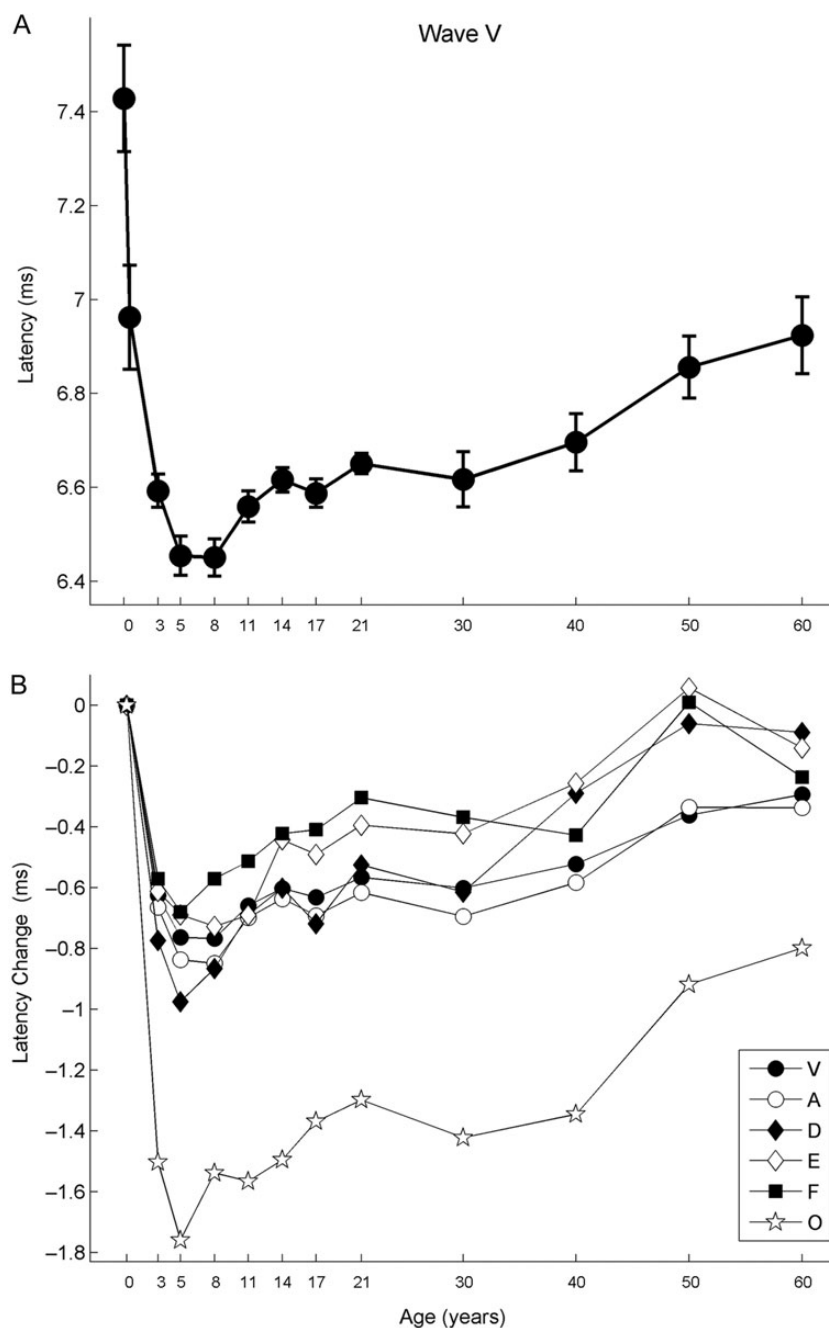 A
Wave V
7.4
7.2
7
6.8
6.6
6.4
Latency (ms)
0 3 5 8 11 14 17 21 30 40 50 60
B
0
−0.2
−0.4
−0.6
−0.8
−1
−1.2
−1.4
−1.6
−1.8
Latency Change (ms)
V
A
D
E
F
O
0 3 5 8 11 14 17 21 30 40 50 60
Age (years)